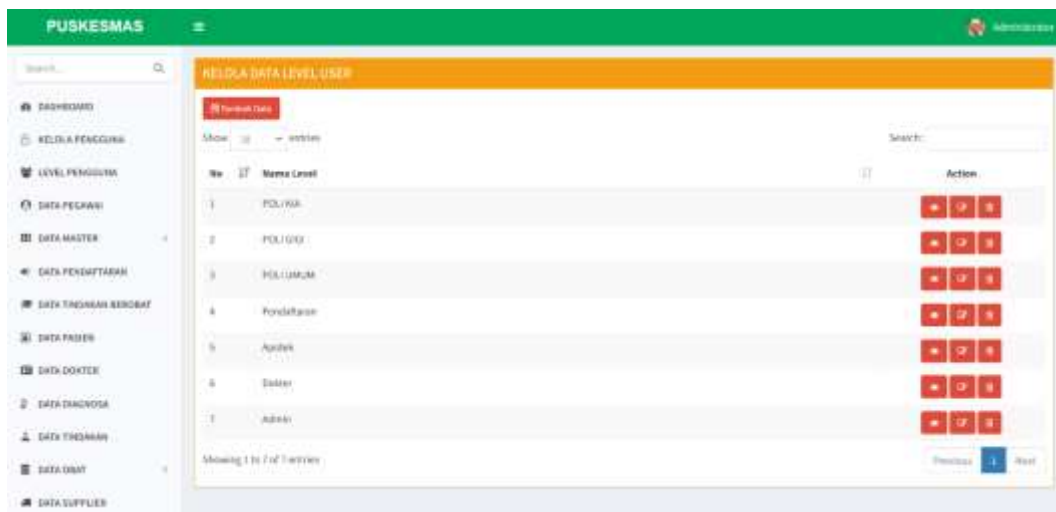 PUSKESMAS
Administrator
Search...
KELOLA DATA LEVEL USER
DASHBOARD
Tambah Data
KELOLA PENGGUNA
Show 10 entries
Search:
LEVEL PENGGUNA
No Nama Level Action
DATA PEGAWAI
1 POLI KIA
DATA MASTER
2 POLI GIGI
DATA PENDAFTARAN
3 POLI UMUM
DATA TINDAKAN BEROBAT
4 Pendaftaran
DATA PASIEN
5 Apotek
DATA DOKTER
6 Dokter
DATA DIAGNOSA
7 Admin
DATA TINDAKAN
Showing 1 to 7 of 7 entries
Previous 1 Next
DATA OBAT
DATA SUPPLIER